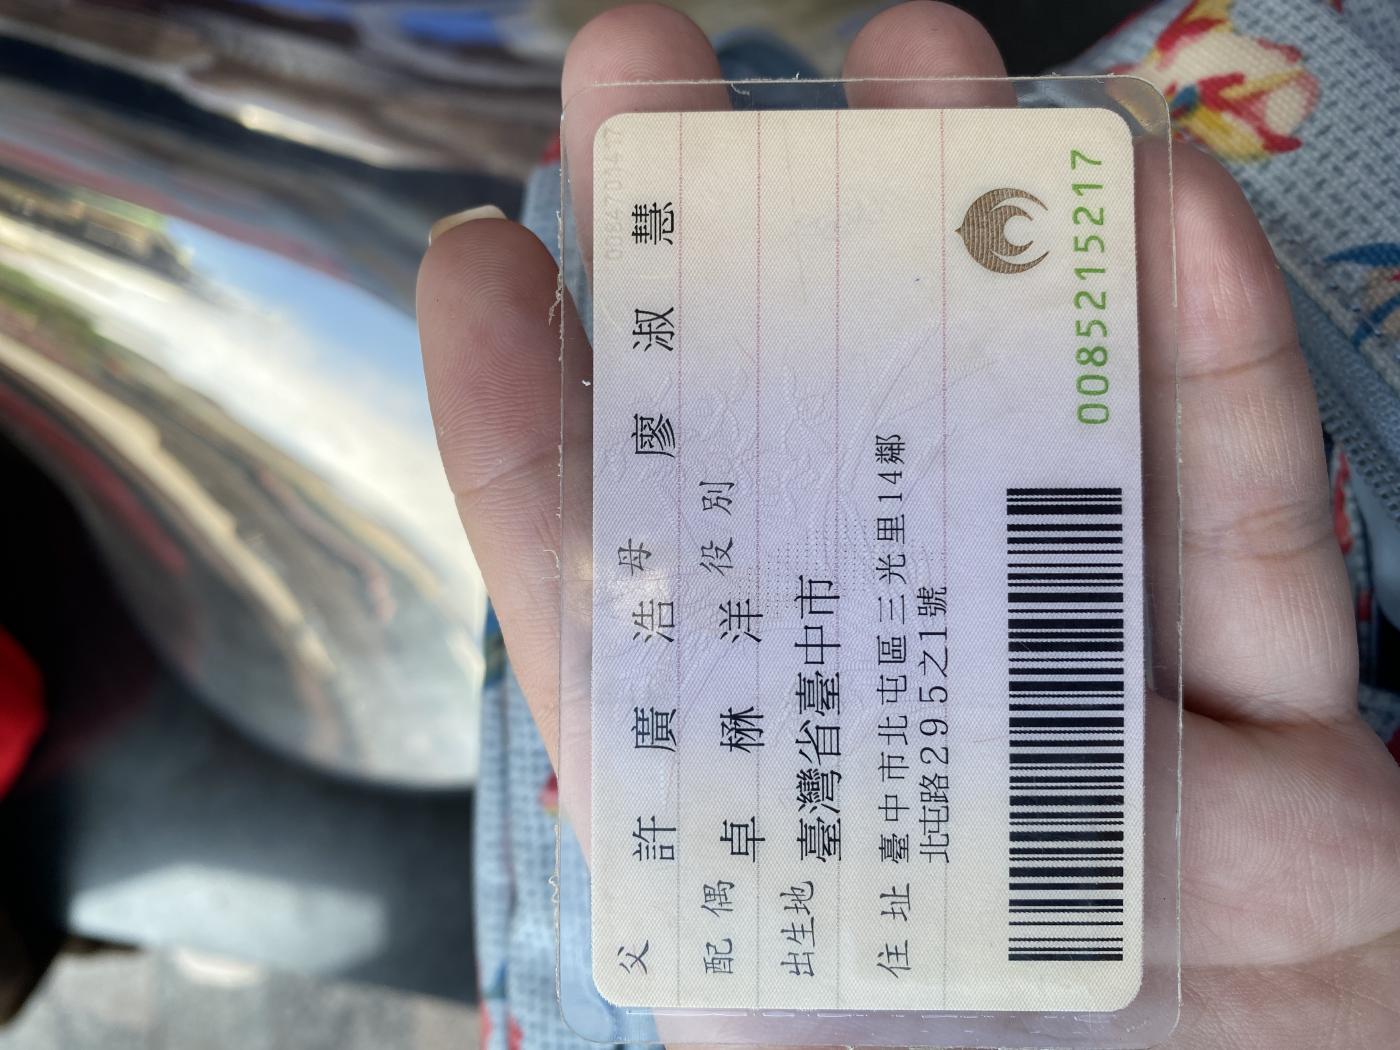 父 許廣浩 母 廖淑慧
配偶 卓楙洋 役別
出生地 臺灣省臺中市
住址 臺中市北屯區三光里14鄰
北屯路295之1號
0085215217